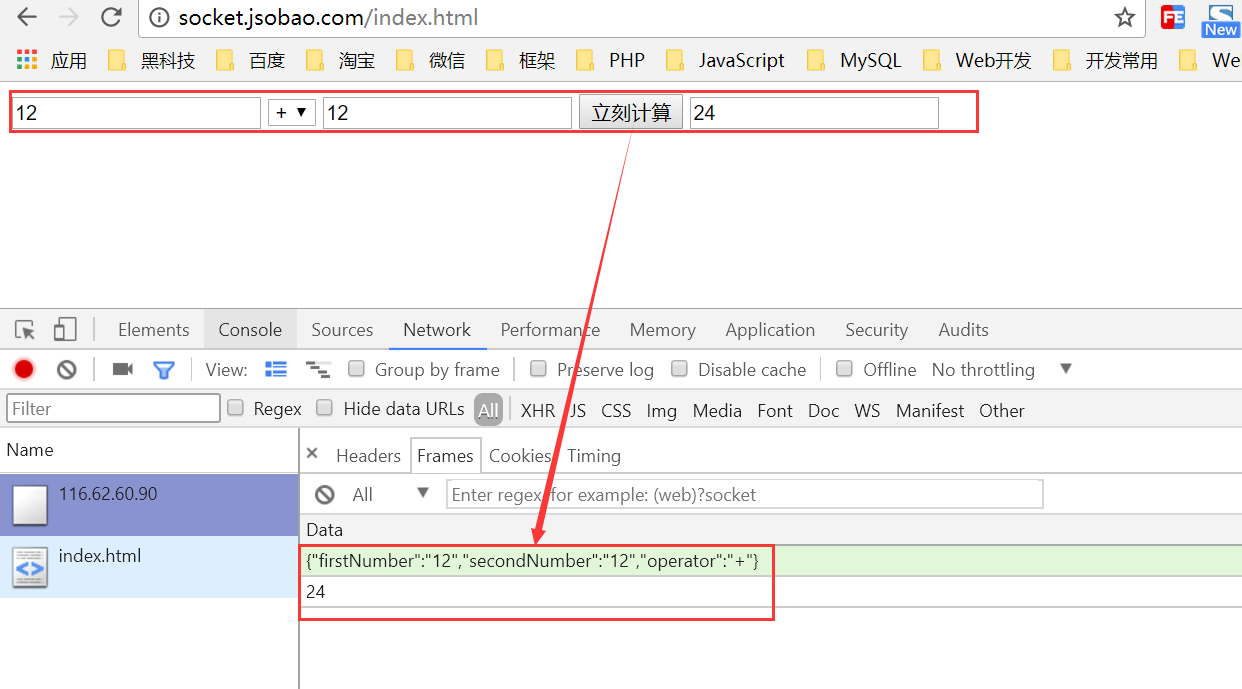 socket.jsobao.com/index.html
FE
New
应用 黑科技 百度 淘宝 微信 框架 PHP JavaScript MySQL Web开发 开发常用 We
12 + 12 立刻计算 24
Elements Console Sources Network Performance Memory Application Security Audits
View: Group by frame Preserve log Disable cache Offline No throttling
Filter Regex Hide data URLs All XHR JS CSS Img Media Font Doc WS Manifest Other
Name
Headers Frames Cookies Timing
116.62.60.90
All Enter regex, for example: (web)?socket
Data
index.html
{"firstNumber":"12","secondNumber":"12","operator":"+"}
24